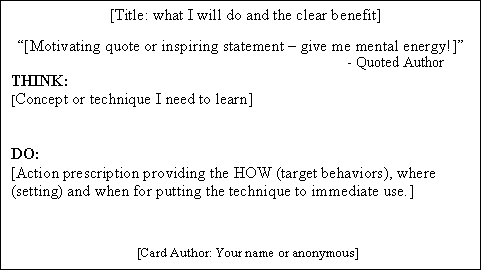 [Title: what I will do and the clear benefit]
“[Motivating quote or inspiring statement – give me mental energy!]”
- Quoted Author
THINK:
[Concept or technique I need to learn]
DO:
[Action prescription providing the HOW (target behaviors), where
(setting) and when for putting the technique to immediate use.]
[Card Author: Your name or anonymous]